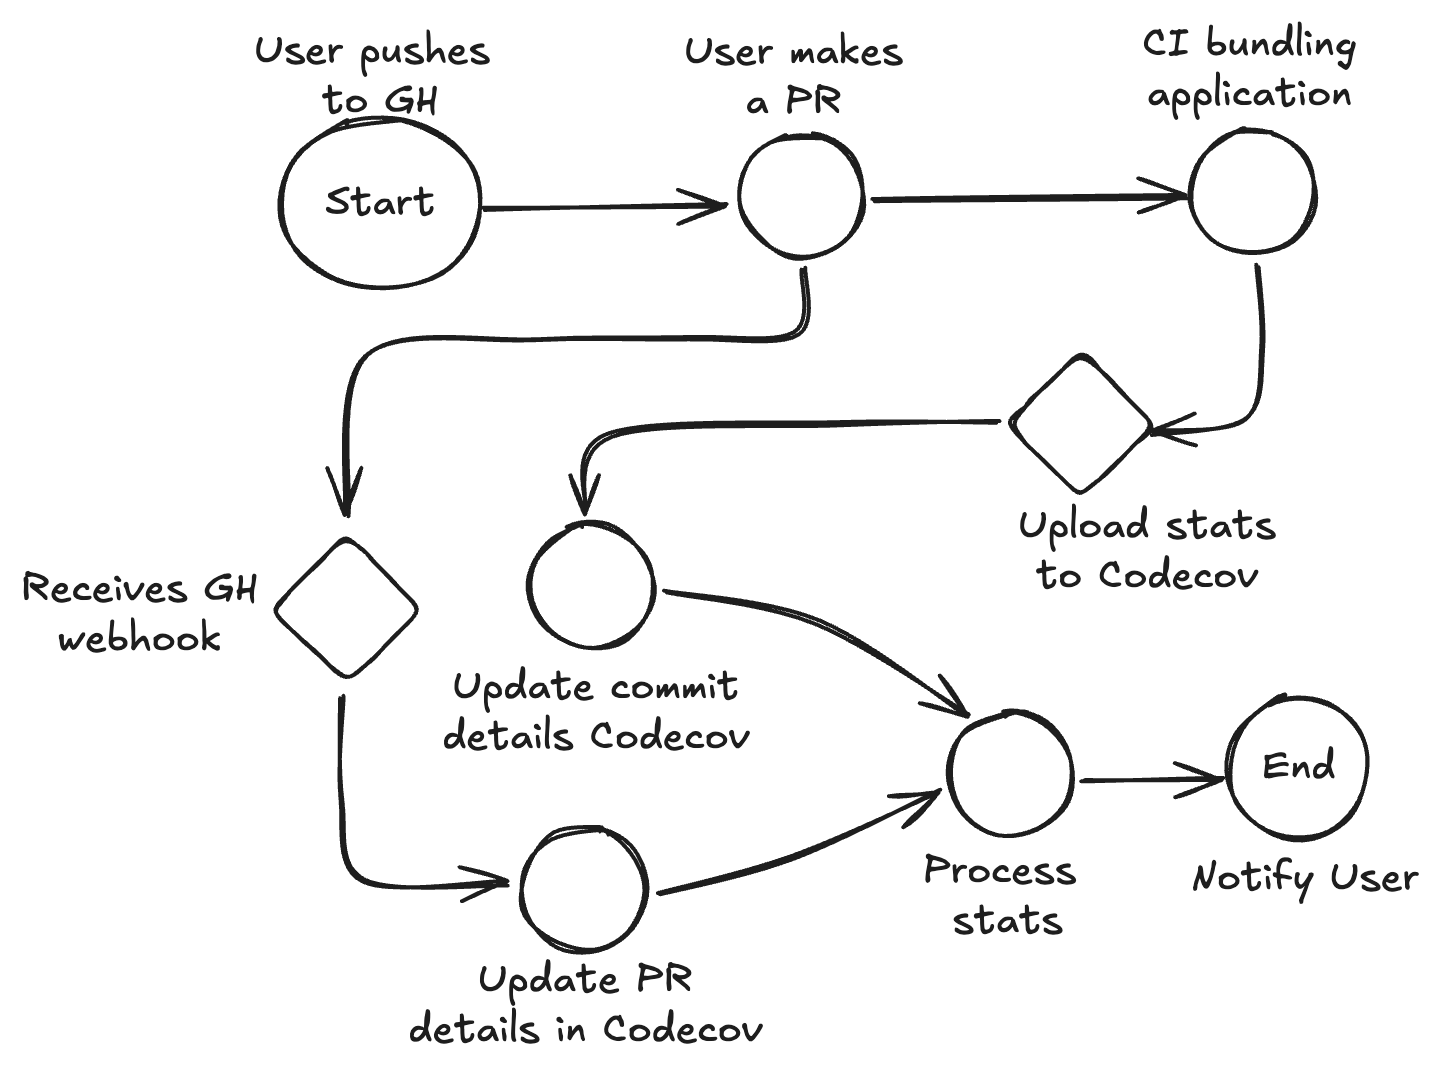 User pushes
to GH
Start
User makes
a PR
CI bundling
application
Upload stats
to Codecov
Receives GH
webhook
Update commit
details Codecov
End
Process
stats
Notify User
Update PR
details in Codecov